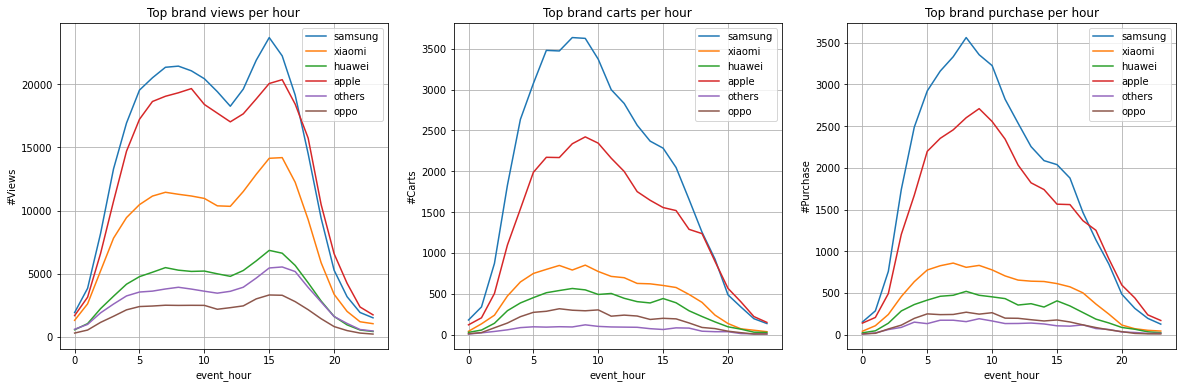 Top brand views per hour
#Views
20000
15000
10000
5000
0
0
5
10
15
20
event_hour
samsung
xiaomi
huawei
apple
others
oppo
Top brand carts per hour
#Carts
3500
3000
2500
2000
1500
1000
500
0
0
5
10
15
20
event_hour
samsung
xiaomi
huawei
apple
others
oppo
Top brand purchase per hour
#Purchase
3500
3000
2500
2000
1500
1000
500
0
0
5
10
15
20
event_hour
samsung
xiaomi
huawei
apple
others
oppo